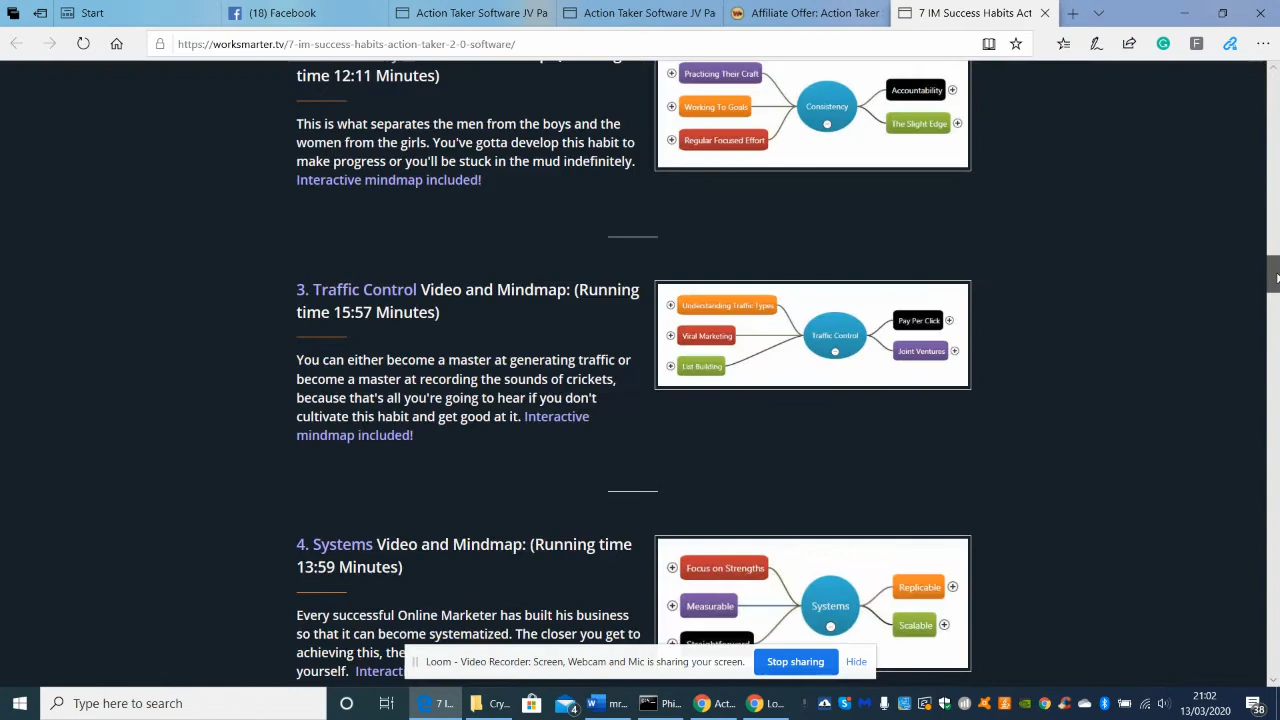 Start
(18) Facebook
Action Taker Software JV Pa
Action Taker Software JV Pa
Affiliate Offer: Action Taker
7 IM Success Habits Act
https://worksmarter.tv/7-im-success-habits-action-taker-2-0-software/
time 12:11 Minutes)
This is what separates the men from the boys and the
women from the girls. You've gotta develop this habit to
make progress or you'll be stuck in the mud indefinitely.
Interactive mindmap included!
Practicing Their Craft
Working To Goals
Regular Focused Effort
Consistency
Accountability
The Slight Edge
3. Traffic Control Video and Mindmap: (Running
time 15:57 Minutes)
You can either become a master at generating traffic or
become a master at recording the sounds of crickets,
because that's all you're going to hear if you don't
cultivate this habit and get good at it. Interactive
mindmap included!
Understanding Traffic Types
Viral Marketing
List Building
Traffic Control
Pay Per Click
Joint Ventures
4. Systems Video and Mindmap: (Running time
13:59 Minutes)
Every successful Online Marketer has built his business
so that it can become systematized. The closer you get to
achieving this, the
yourself. Interact
Focus on Strengths
Measurable
Straightforward
Systems
Replicable
Scalable
Loom - Video Recorder: Screen, Webcam and Mic is sharing your screen.
Stop sharing
Hide
Type here to search
7 I...
Cry...
4
mr...
Phi...
Act...
Lo...
21:02
13/03/2020
38